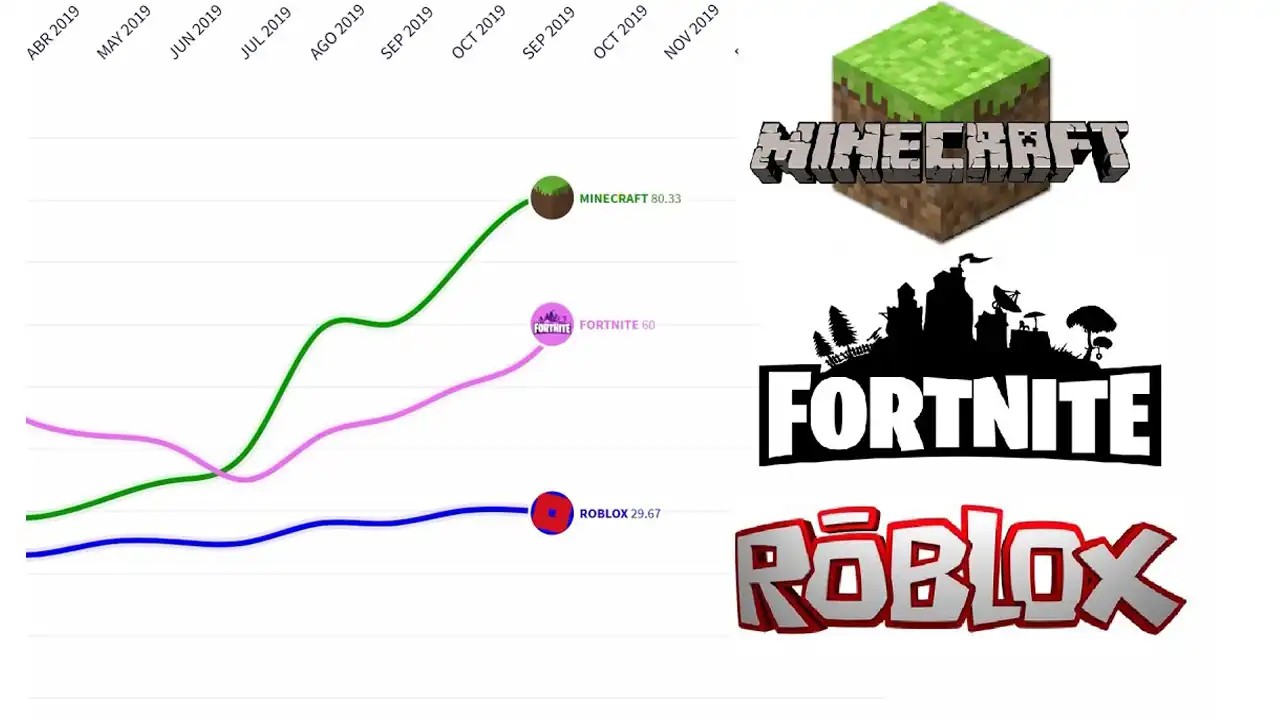 ABR 2019
MAY 2019
JUN 2019
JUL 2019
AGO 2019
SEP 2019
OCT 2019
SEP 2019
OCT 2019
NOV 2019
MINECRAFT
MINECRAFT 80.33
FORTNITE
FORTNITE 60
FORTNITE
ROBLOX 29.67
ROBLOX